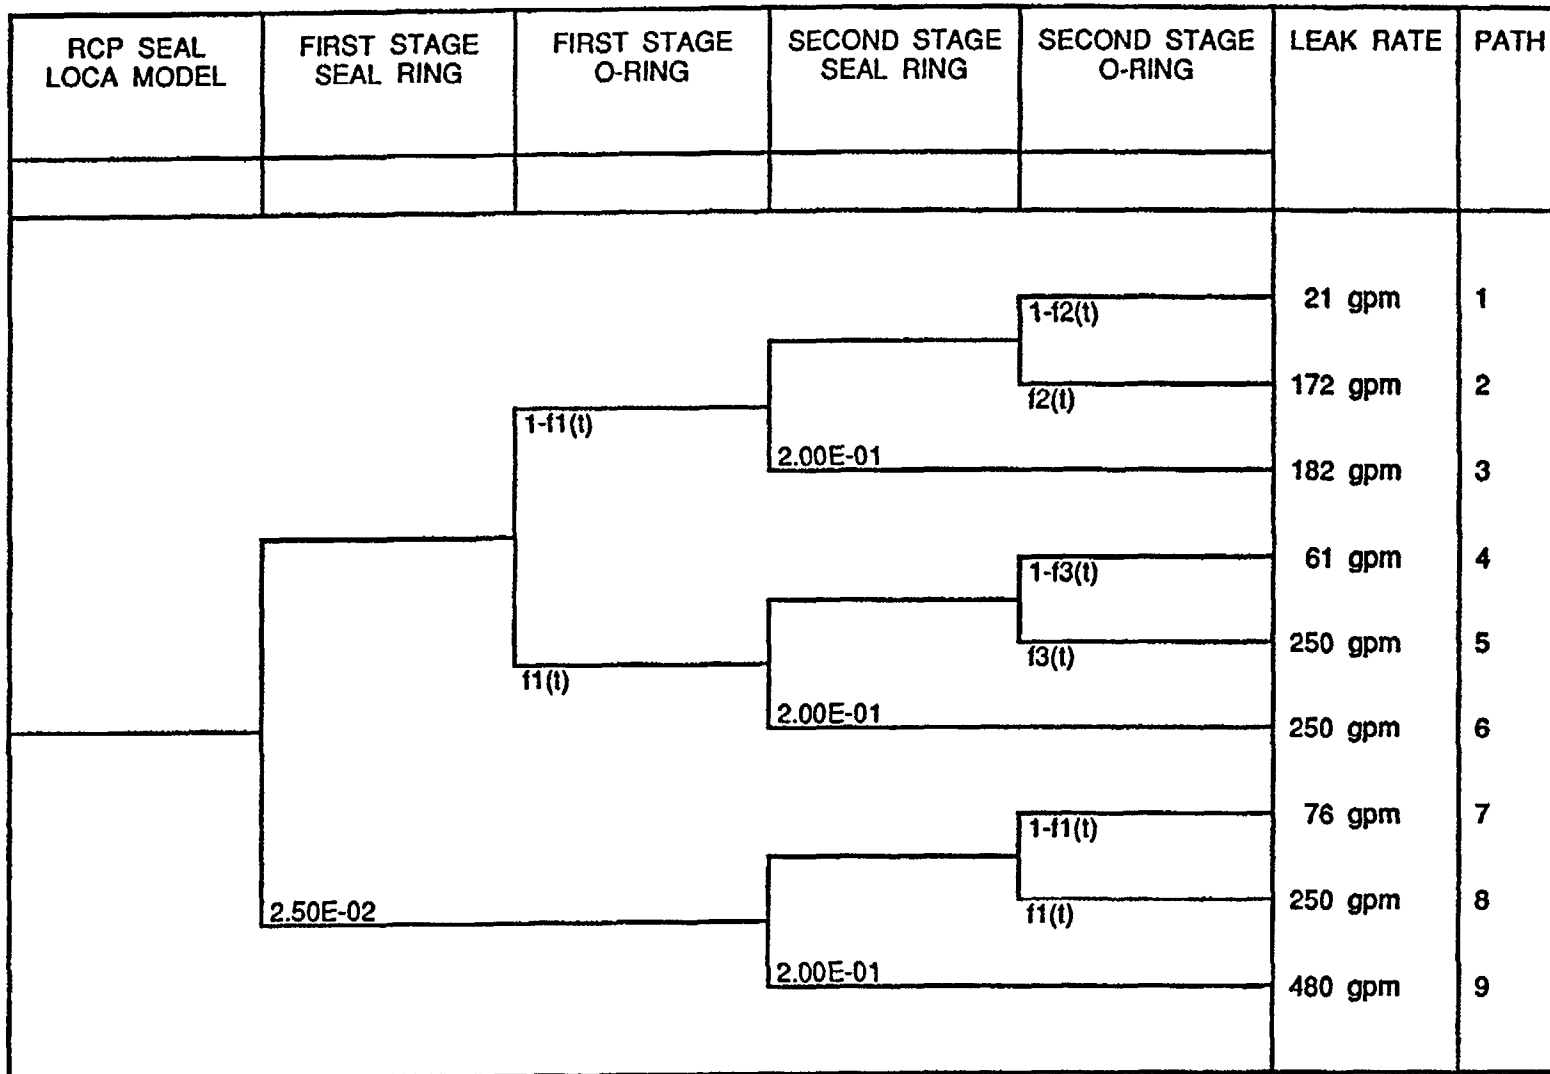 RCP SEAL
LOCA MODEL
FIRST STAGE
SEAL RING
FIRST STAGE
O-RING
SECOND STAGE
SEAL RING
SECOND STAGE
O-RING
LEAK RATE
PATH
1-f2(t)
21 gpm
1
f2(t)
172 gpm
2
1-f1(t)
2.00E-01
182 gpm
3
1-f3(t)
61 gpm
4
f3(t)
250 gpm
5
f1(t)
2.00E-01
250 gpm
6
1-f1(t)
76 gpm
7
2.50E-02
f1(t)
250 gpm
8
2.00E-01
480 gpm
9